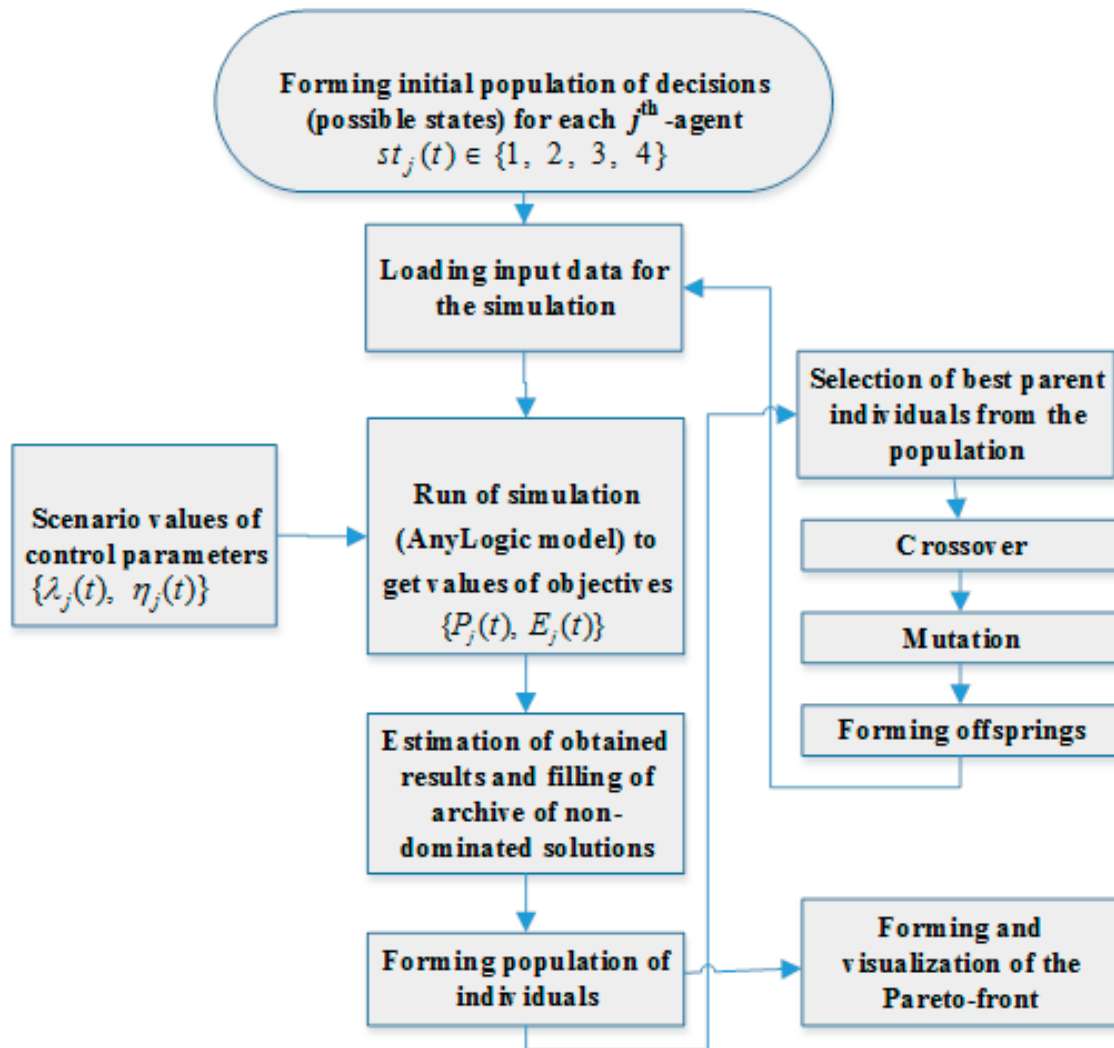 Forming initial population of decisions
(possible states) for each jth -agent
st_j(t) ∈ {1, 2, 3, 4}
Loading input data for
the simulation
Selection of best parent
individuals from the
population
Scenario values of
control parameters
{λ_j(t), η_j(t)}
Run of simulation
(AnyLogic model) to
get values of objectives
{P_j(t), E_j(t)}
Crossover
Mutation
Forming offsprings
Estimation of obtained
results and filling of
archive of non-
dominated solutions
Forming population of
individuals
Forming and
visualization of the
Pareto-front